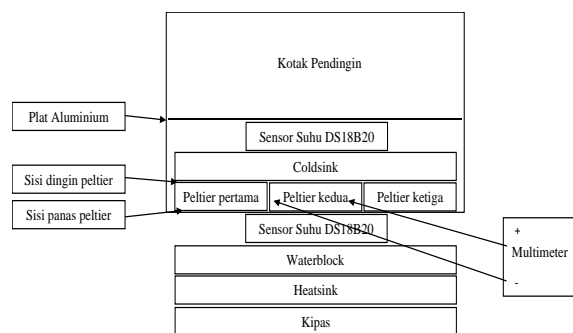 Kotak Pendingin
Plat Aluminium
Sensor Suhu DS18B20
Coldsink
Sisi dingin peltier
Peltier pertama
Peltier kedua
Peltier ketiga
Sisi panas peltier
Sensor Suhu DS18B20
+
Multimeter
-
Waterblock
Heatsink
Kipas